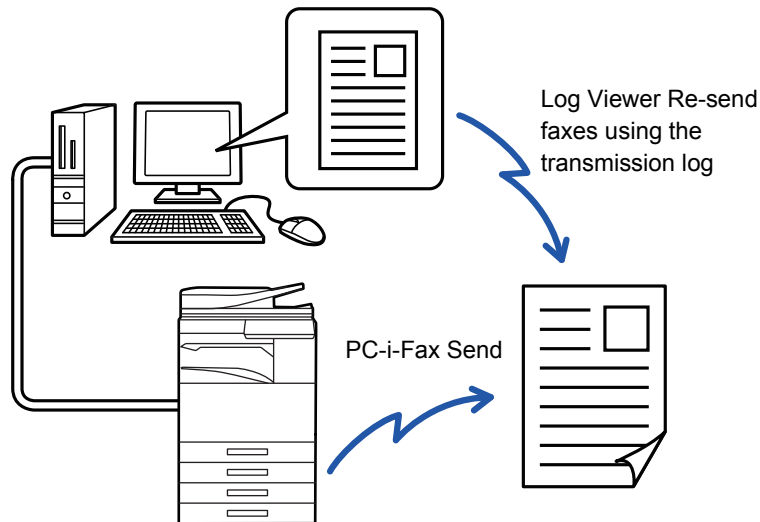 Log Viewer Re-send
faxes using the
transmission log
PC-i-Fax Send